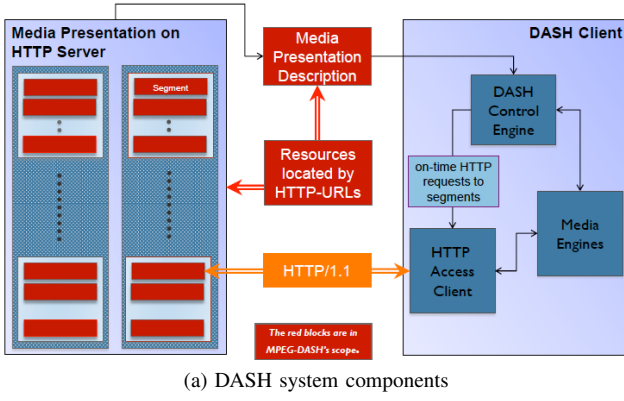 Media Presentation on
HTTP Server
Segment
Media
Presentation
Description
Resources
located by
HTTP-URLs
HTTP/1.1
The red blocks are in
MPEG-DASH's scope.
DASH Client
DASH
Control
Engine
on-time HTTP
requests to
segments
Media
Engines
HTTP
Access
Client
(a) DASH system components